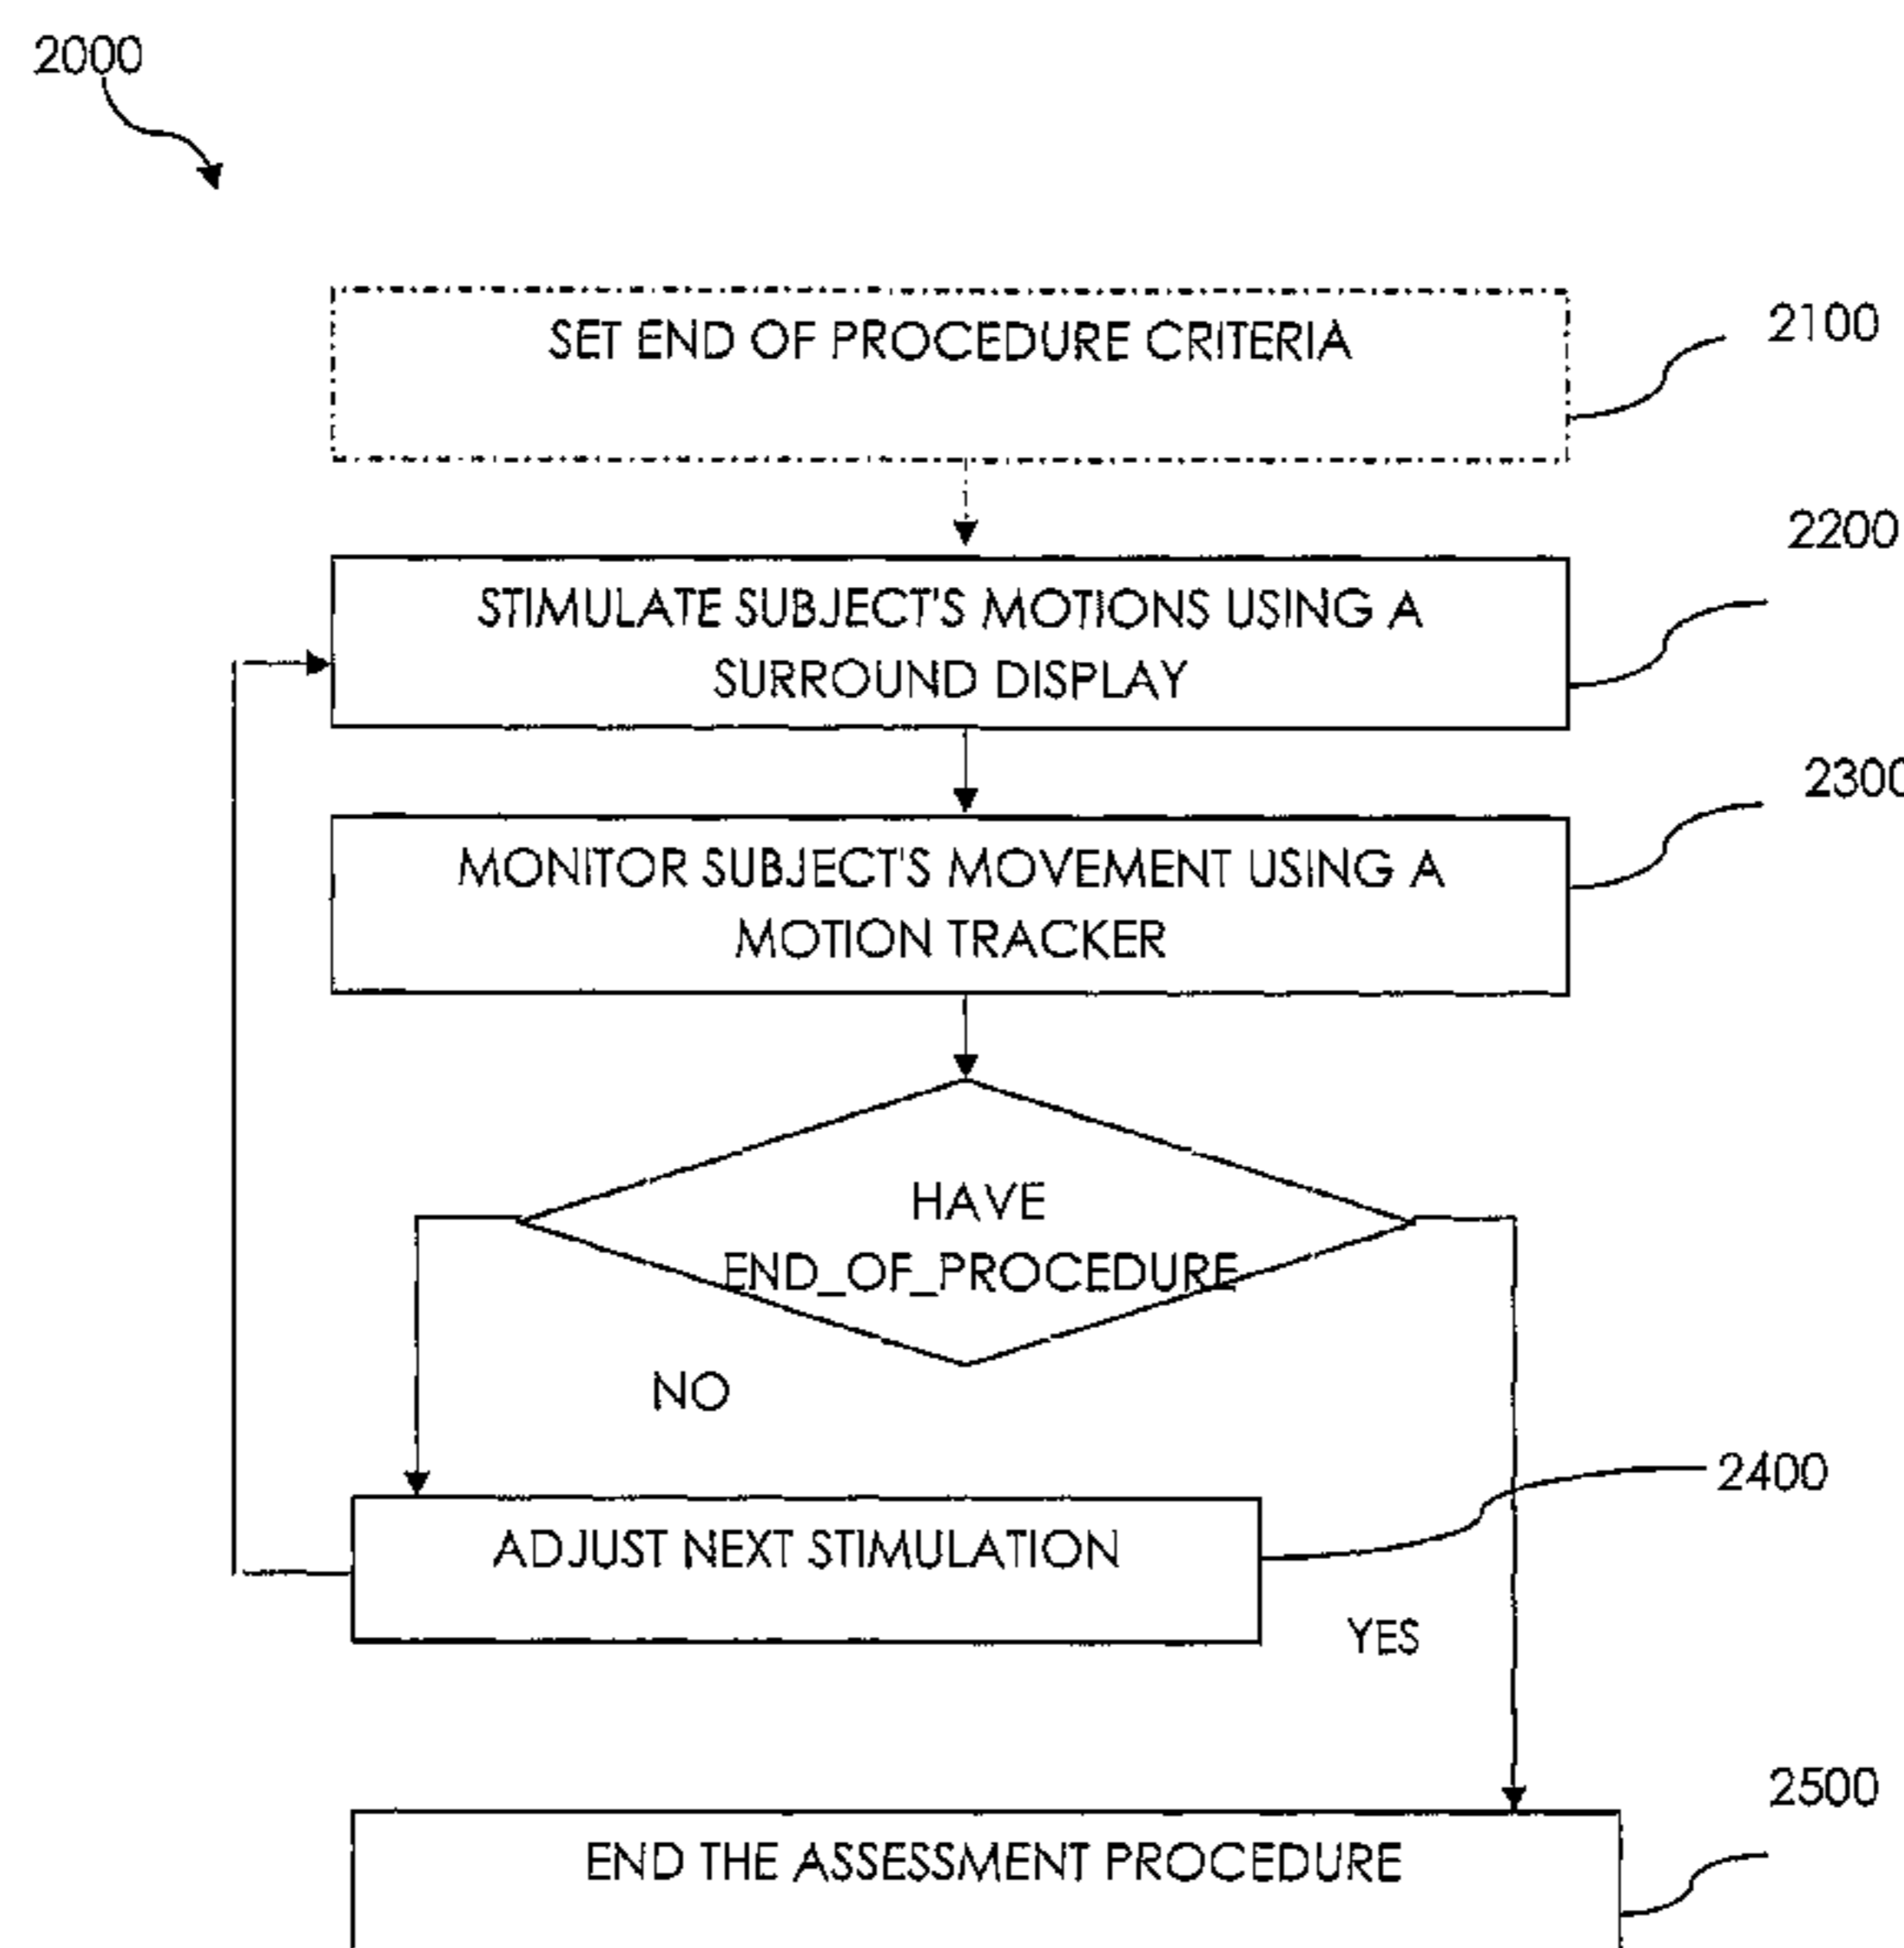 2000
SET END OF PROCEDURE CRITERIA
2100
2200
STIMULATE SUBJECT'S MOTIONS USING A
SURROUND DISPLAY
2300
MONITOR SUBJECT'S MOVEMENT USING A
MOTION TRACKER
HAVE
END_OF_PROCEDURE
NO
2400
ADJUST NEXT STIMULATION
YES
2500
END THE ASSESSMENT PROCEDURE